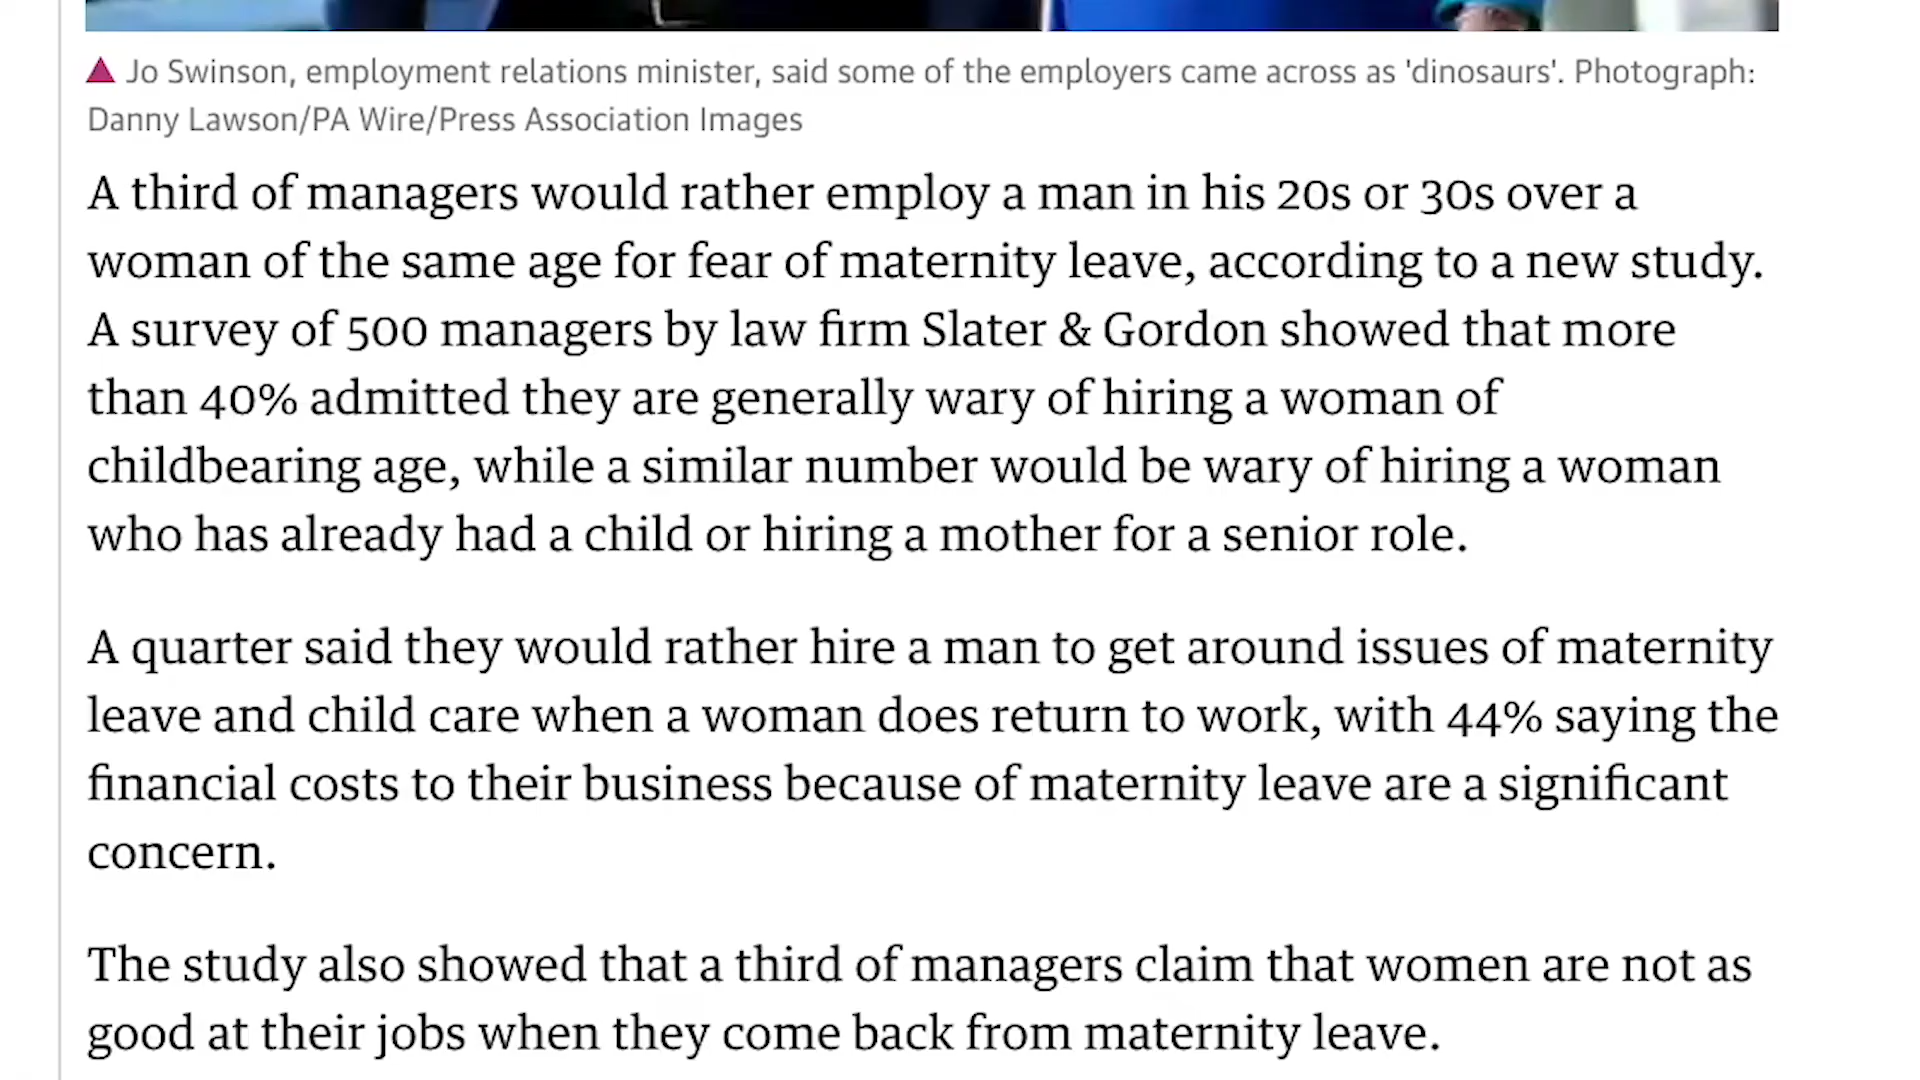 Jo Swinson, employment relations minister, said some of the employers came across as 'dinosaurs'. Photograph:
Danny Lawson/PA Wire/Press Association Images
A third of managers would rather employ a man in his 20s or 30s over a
woman of the same age for fear of maternity leave, according to a new study.
A survey of 500 managers by law firm Slater & Gordon showed that more
than 40% admitted they are generally wary of hiring a woman of
childbearing age, while a similar number would be wary of hiring a woman
who has already had a child or hiring a mother for a senior role.
A quarter said they would rather hire a man to get around issues of maternity
leave and child care when a woman does return to work, with 44% saying the
financial costs to their business because of maternity leave are a significant
concern.
The study also showed that a third of managers claim that women are not as
good at their jobs when they come back from maternity leave.